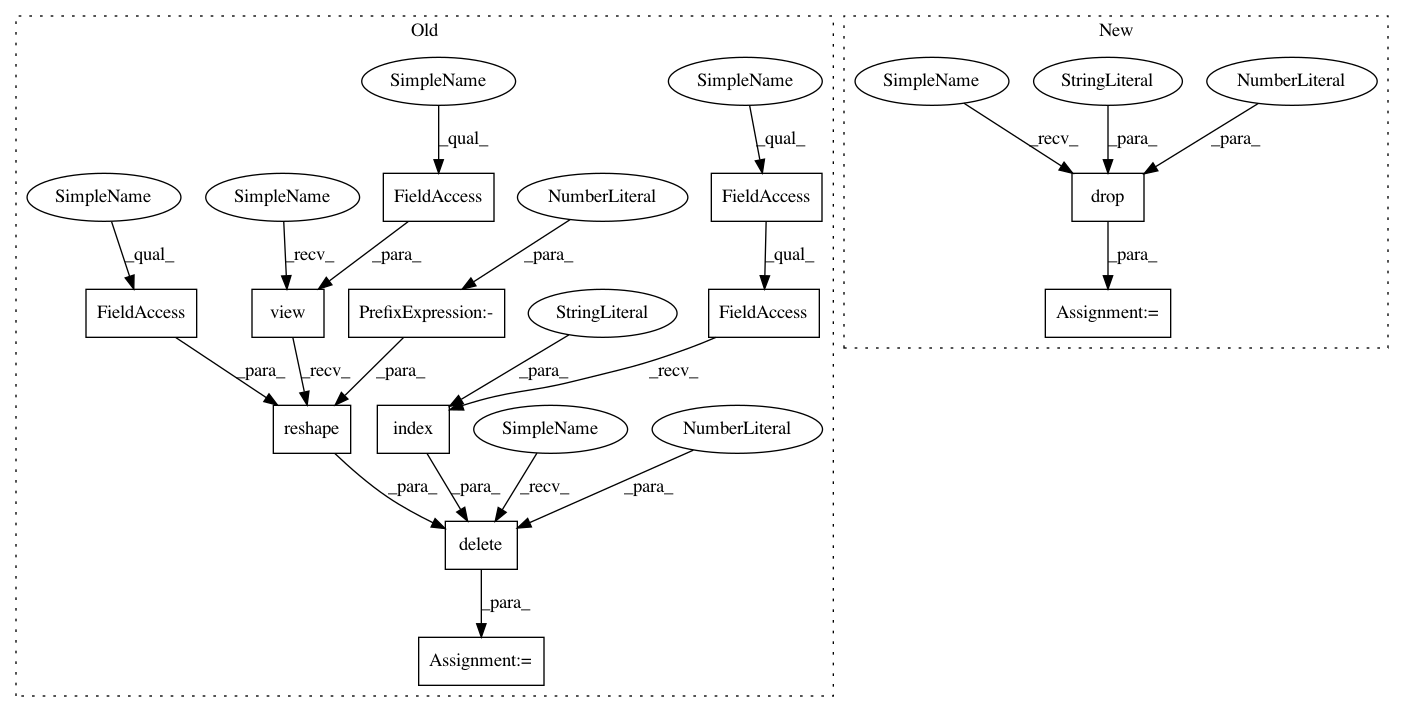 Old
New
SimpleName
SimpleName
SimpleName
StringLiteral
NumberLiteral
_qual_
_qual_
_recv_
_para_
_para_
SimpleName
SimpleName
FieldAccess
NumberLiteral
FieldAccess
drop
_qual_
_recv_
_para_
_para_
_qual_
_para_
FieldAccess
view
PrefixExpression:-
StringLiteral
FieldAccess
Assignment:=
_para_
_recv_
_para_
_para_
_recv_
reshape
index
SimpleName
NumberLiteral
_para_
_para_
_recv_
_para_
delete
_para_
Assignment:=